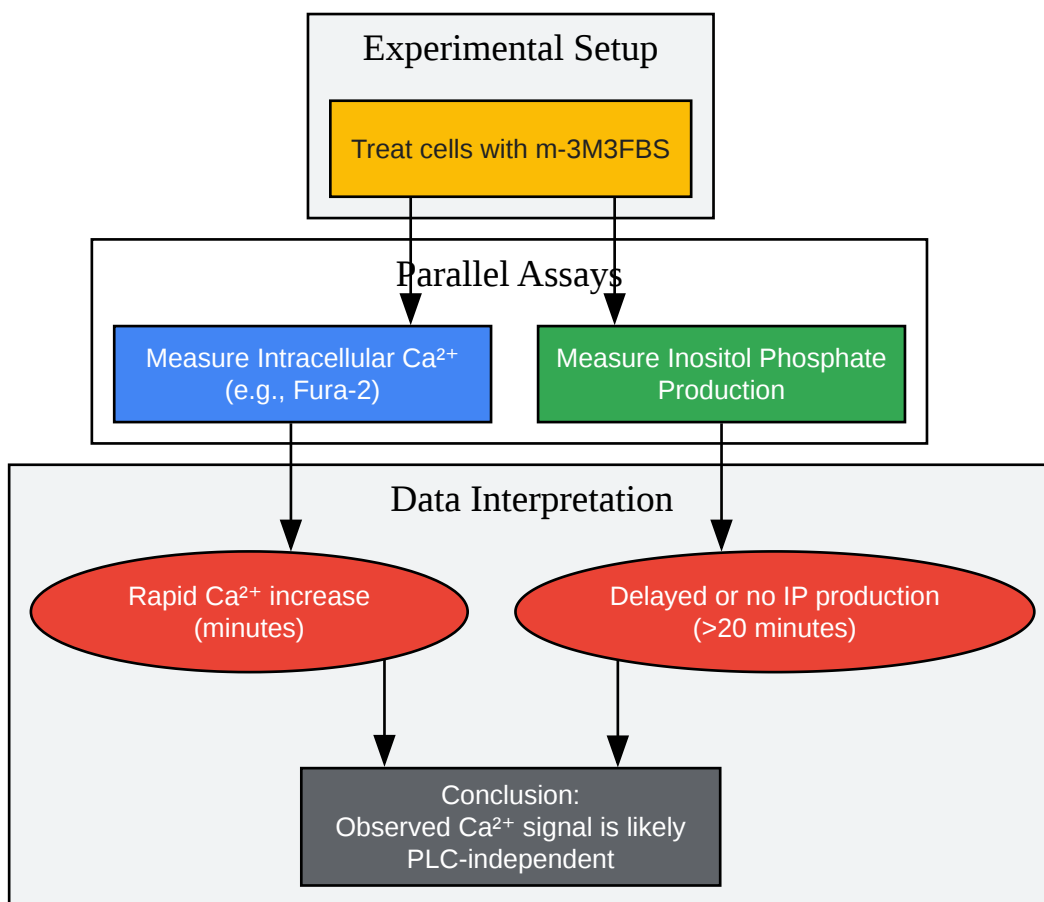 Experimental Setup
Treat cells with m-3M3FBS
Parallel Assays
Measure Intracellular Ca²⁺
(e.g., Fura-2)
Measure Inositol Phosphate
Production
Data Interpretation
Rapid Ca²⁺ increase
(minutes)
Delayed or no IP production
(>20 minutes)
Conclusion:
Observed Ca²⁺ signal is likely
PLC-independent